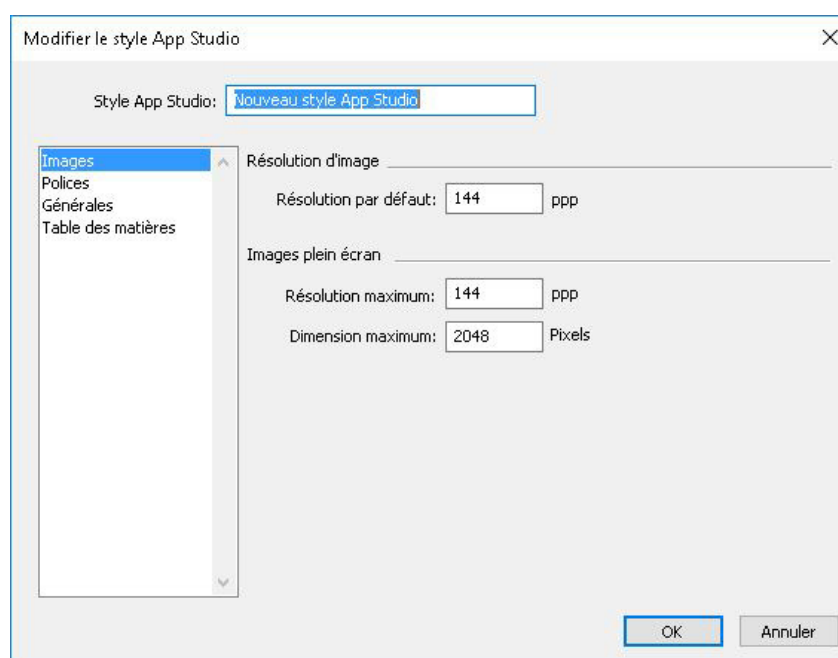 Modifier le style App Studio
Style App Studio: Nouveau style App Studio
Images
Polices
Générales
Table des matières
Résolution d'image
Résolution par défaut: 144 ppp
Images plein écran
Résolution maximum: 144 ppp
Dimension maximum: 2048 Pixels
OK Annuler